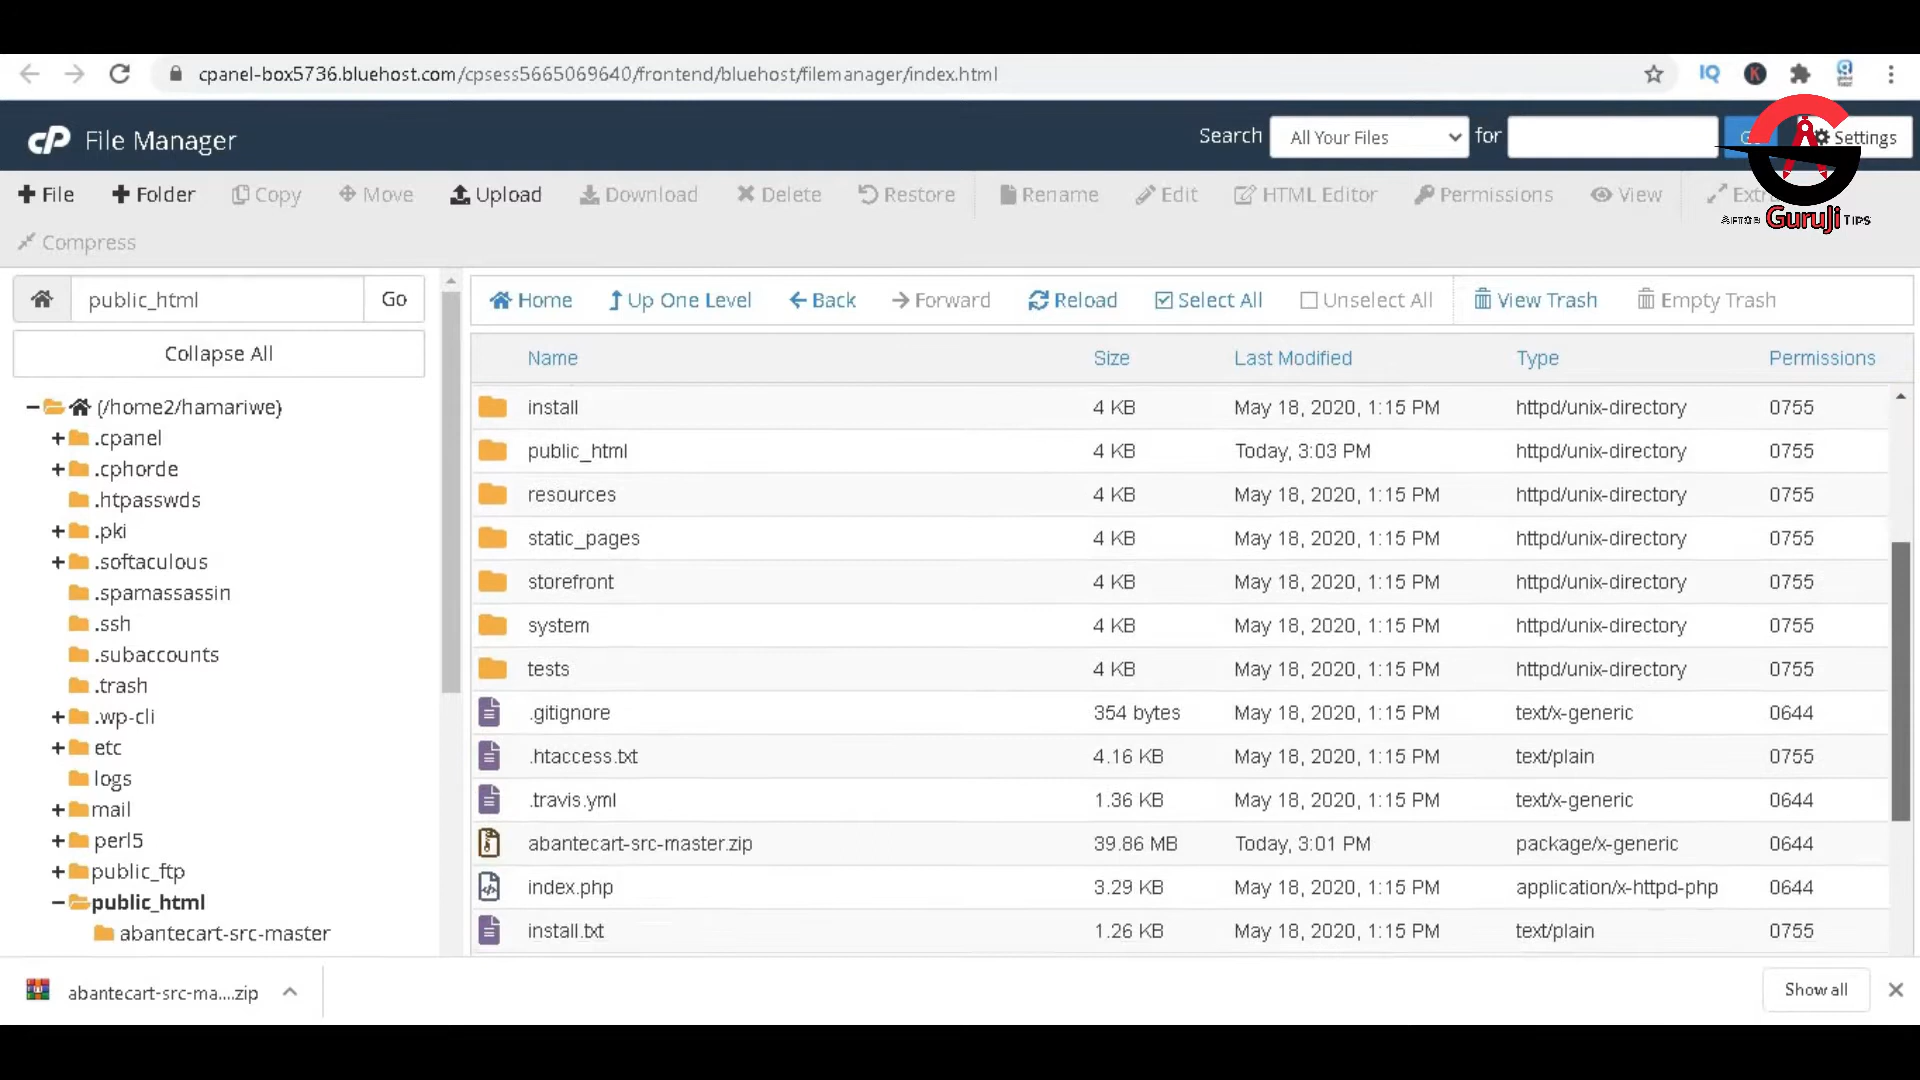 cpanel-box5736.bluehost.com/cpsess5665069640/frontend/bluehost/filemanager/index.html
IQ
K
cP File Manager
Search All Your Files for
Settings
File Folder Copy Move Upload Download Delete Restore Rename Edit HTML Editor Permissions View
GuruJi TIPS
Compress
public_html Go
Home Up One Level Back Forward Reload Select All Unselect All View Trash Empty Trash
Collapse All
(/home2/hamariwe)
.cpanel
.cphorde
.htpasswds
.pki
.softaculous
.spamassassin
.ssh
.subaccounts
.trash
.wp-cli
etc
logs
mail
perl5
public_ftp
public_html
abantecart-src-master
Name Size Last Modified Type Permissions
install 4 KB May 18, 2020, 1:15 PM httpd/unix-directory 0755
public_html 4 KB Today, 3:03 PM httpd/unix-directory 0755
resources 4 KB May 18, 2020, 1:15 PM httpd/unix-directory 0755
static_pages 4 KB May 18, 2020, 1:15 PM httpd/unix-directory 0755
storefront 4 KB May 18, 2020, 1:15 PM httpd/unix-directory 0755
system 4 KB May 18, 2020, 1:15 PM httpd/unix-directory 0755
tests 4 KB May 18, 2020, 1:15 PM httpd/unix-directory 0755
.gitignore 354 bytes May 18, 2020, 1:15 PM text/x-generic 0644
.htaccess.txt 4.16 KB May 18, 2020, 1:15 PM text/plain 0755
.travis.yml 1.36 KB May 18, 2020, 1:15 PM text/x-generic 0644
abantecart-src-master.zip 39.86 MB Today, 3:01 PM package/x-generic 0644
index.php 3.29 KB May 18, 2020, 1:15 PM application/x-httpd-php 0644
install.txt 1.26 KB May 18, 2020, 1:15 PM text/plain 0755
abantecart-src-ma....zip
Show all